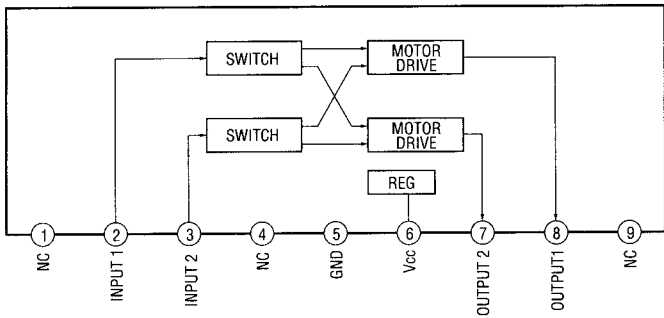 SWITCH
MOTOR
DRIVE
SWITCH
MOTOR
DRIVE
REG
1
2
3
4
5
6
7
8
9
NC
INPUT 1
INPUT 2
NC
GND
Vcc
OUTPUT 2
OUTPUT1
NC